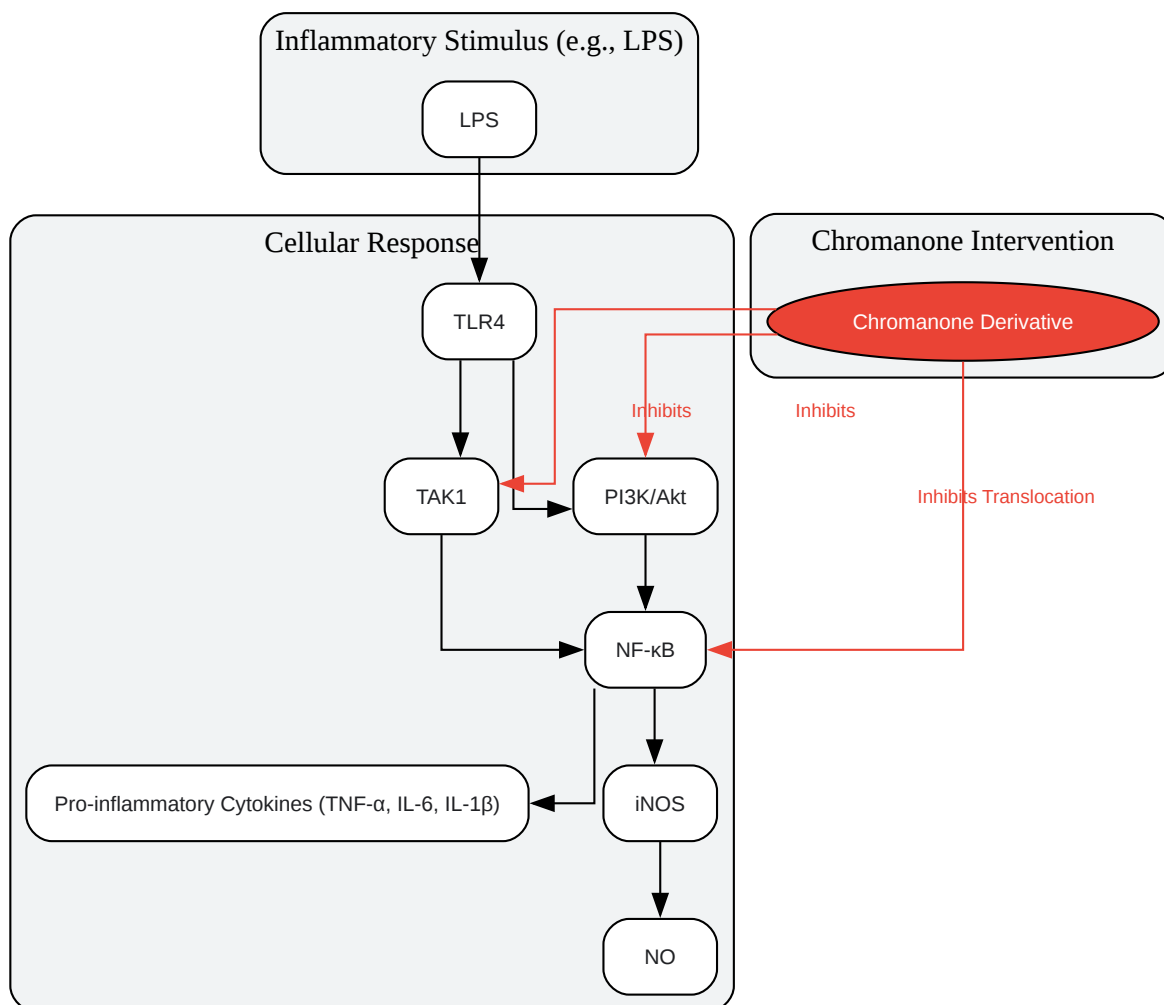 Inflammatory Stimulus (e.g., LPS)
LPS
Cellular Response
Chromanone Intervention
TLR4
Chromanone Derivative
Inhibits
Inhibits
TAK1
PI3K/Akt
Inhibits Translocation
NF-κB
Pro-inflammatory Cytokines (TNF-α, IL-6, IL-1β)
iNOS
NO